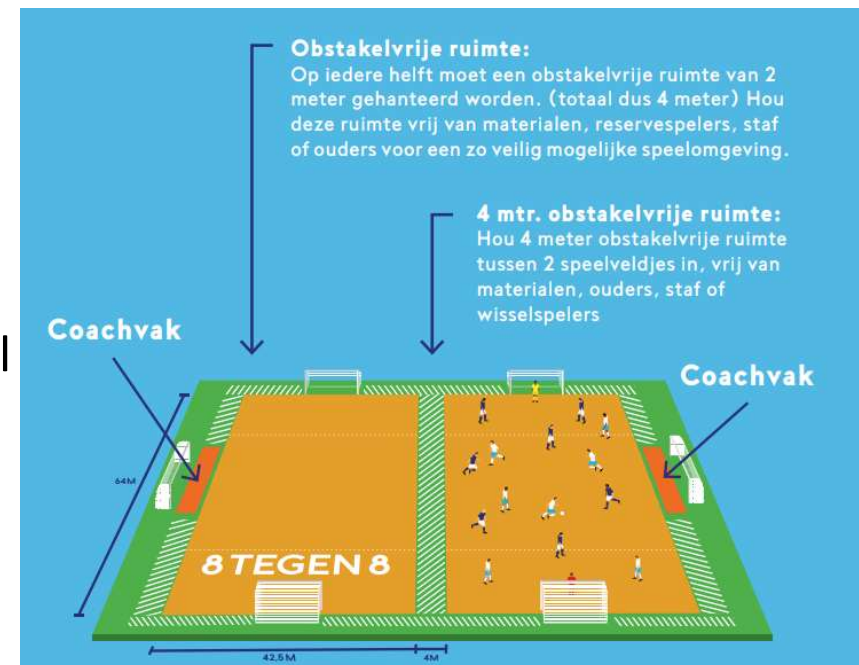 Obstakelvrije ruimte:
Op iedere helft moet een obstakelvrije ruimte van 2
meter gehanteerd worden. (totaal dus 4 meter) Hou
deze ruimte vrij van materialen, reservespelers, staf
of ouders voor een zo veilig mogelijke speelomgeving.
4 mtr. obstakelvrije ruimte:
Hou 4 meter obstakelvrije ruimte
tussen 2 speelveldjes in, vrij van
materialen, ouders, staf of
wisselspelers
Coachvak
Coachvak
64M
8 TEGEN 8
42,5M
4M